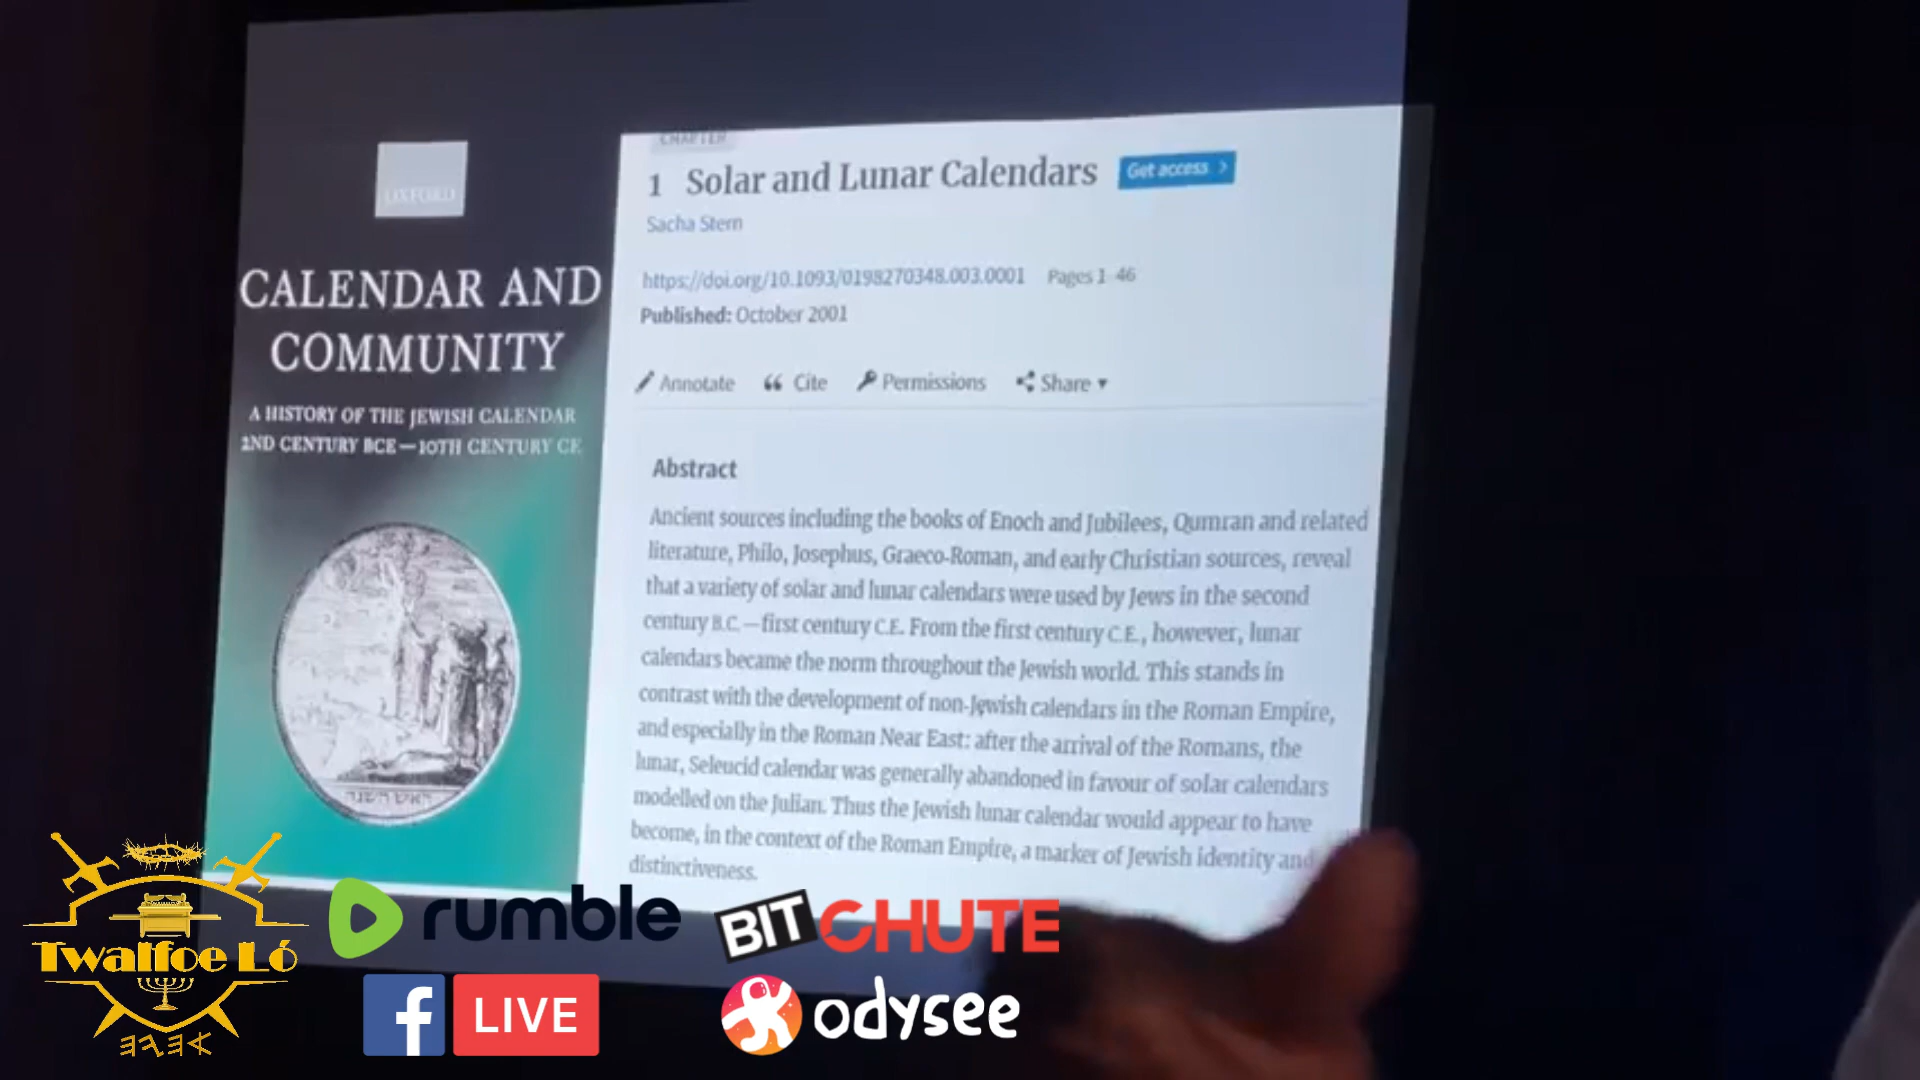 OXFORD
CALENDAR AND
COMMUNITY
A HISTORY OF THE JEWISH CALENDAR
2ND CENTURY BCE—10TH CENTURY CE
ראש השנה
CHAPTER
1 Solar and Lunar Calendars
Get access >
Sacha Stern
https://doi.org/10.1093/0198270348.003.0001 Pages 1–46
Published: October 2001
Annotate Cite Permissions Share
Abstract
Ancient sources including the books of Enoch and Jubilees, Qumran and related
literature, Philo, Josephus, Graeco-Roman, and early Christian sources, reveal
that a variety of solar and lunar calendars were used by Jews in the second
century B.C.—first century C.E. From the first century C.E., however, lunar
calendars became the norm throughout the Jewish world. This stands in
contrast with the development of non-Jewish calendars in the Roman Empire,
and especially in the Roman Near East: after the arrival of the Romans, the
lunar, Seleucid calendar was generally abandoned in favour of solar calendars
modelled on the Julian. Thus the Jewish lunar calendar would appear to have
become, in the context of the Roman Empire, a marker of Jewish identity and
distinctiveness.
Twalfoe Ló
𐤉𐤄𐤅𐤄
rumble
BITCHUTE
f LIVE
odysee